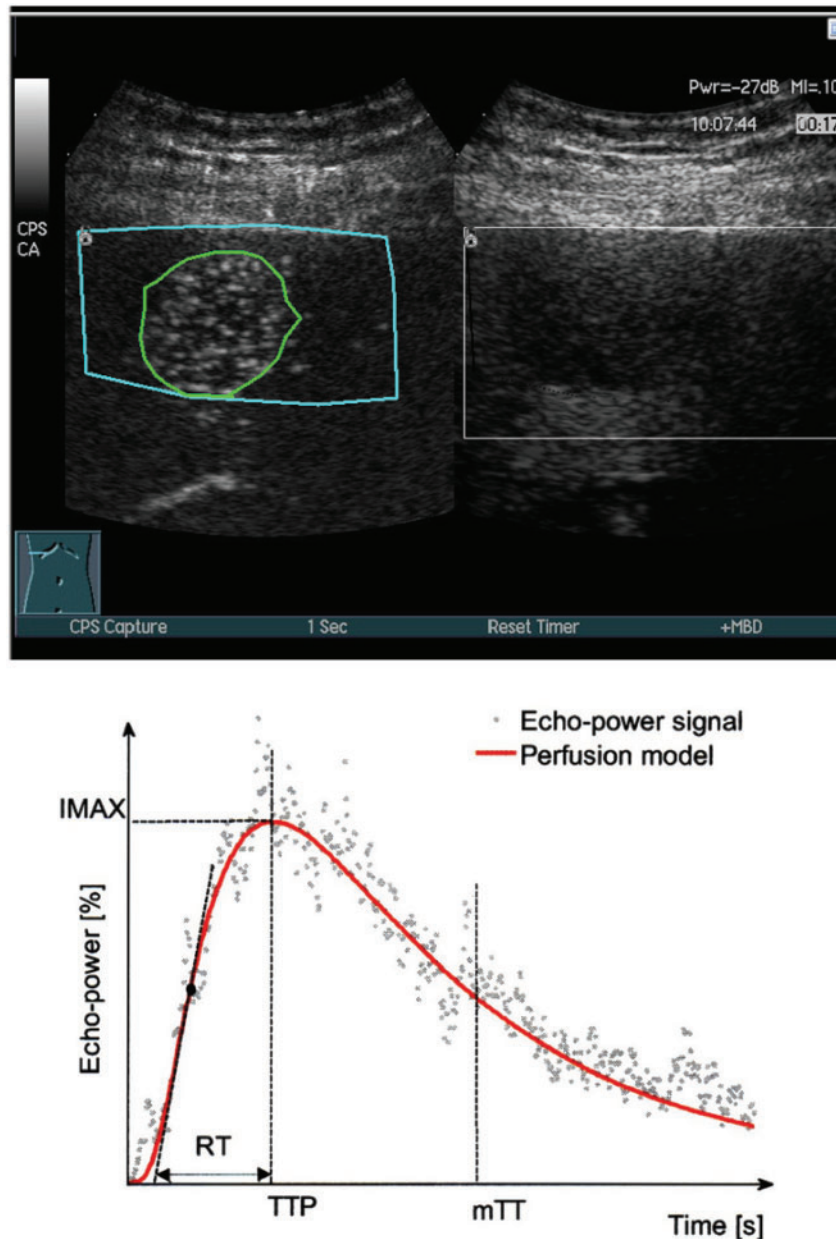 Pwr=-27dB MI=.10
10:07:44 00:17
CPS
CA
CPS Capture 1 Sec Reset Timer +MBD
Echo-power signal
Perfusion model
IMAX
Echo-power [%]
RT
TTP mTT Time [s]